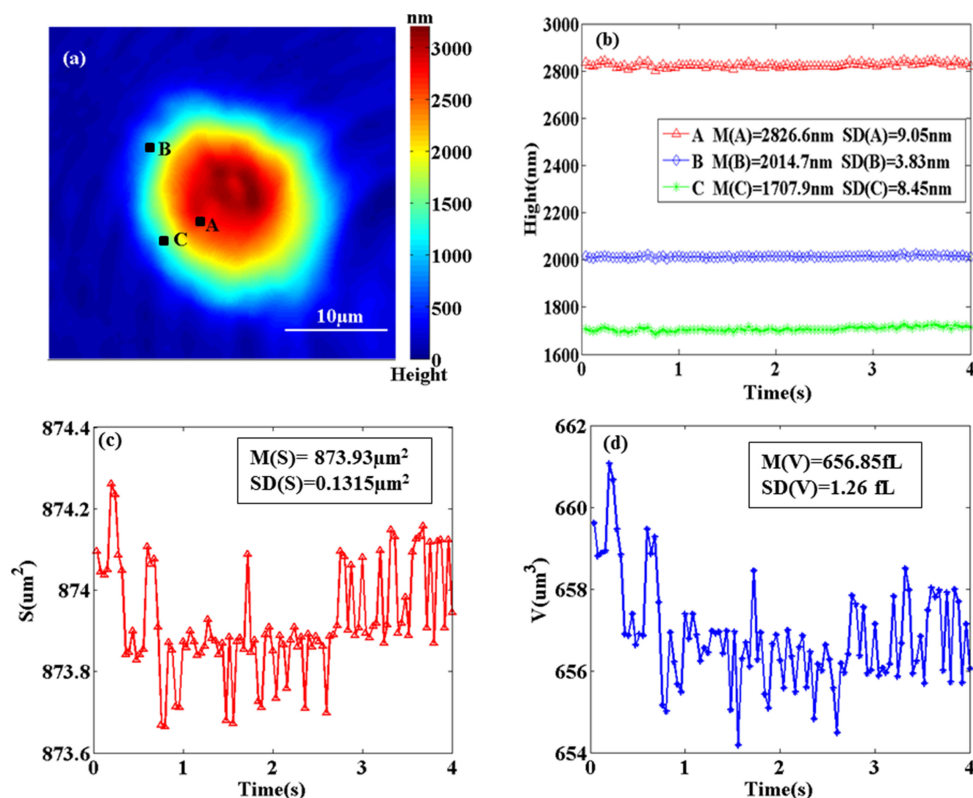 nm
(a)
3000
2500
2000
1500
1000
500
0
B
A
C
10μm
Height
(b)
3000
2800
2600
2400
2200
2000
1800
1600
Hight(nm)
A M(A)=2826.6nm SD(A)=9.05nm
B M(B)=2014.7nm SD(B)=3.83nm
C M(C)=1707.9nm SD(C)=8.45nm
0 1 2 3 4
Time(s)
(c)
874.4
874.2
874
873.8
873.6
S(um²)
M(S)= 873.93μm²
SD(S)=0.1315μm²
0 1 2 3 4
Time(s)
(d)
662
660
658
656
654
V(um³)
M(V)=656.85fL
SD(V)=1.26 fL
0 1 2 3 4
Time(s)